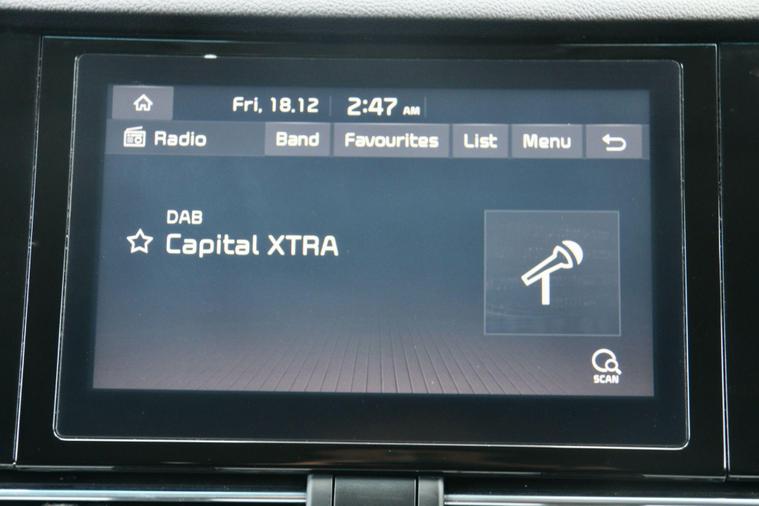 Fri, 18.12 2:47 AM
Radio Band Favourites List Menu
DAB
Capital XTRA
SCAN